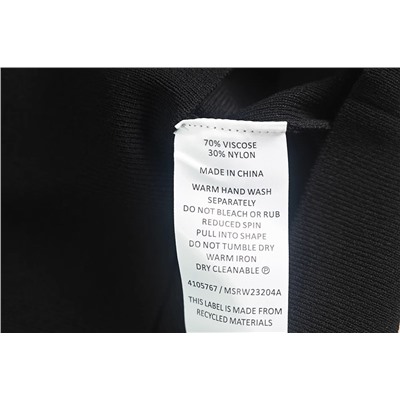 70% VISCOSE
30% NYLON
MADE IN CHINA
WARM HAND WASH
SEPARATELY
DO NOT BLEACH OR RUB
REDUCED SPIN
PULL INTO SHAPE
DO NOT TUMBLE DRY
WARM IRON
DRY CLEANABLE Ⓟ
4105767 / MSRW23204A
THIS LABEL IS MADE FROM
RECYCLED MATERIALS